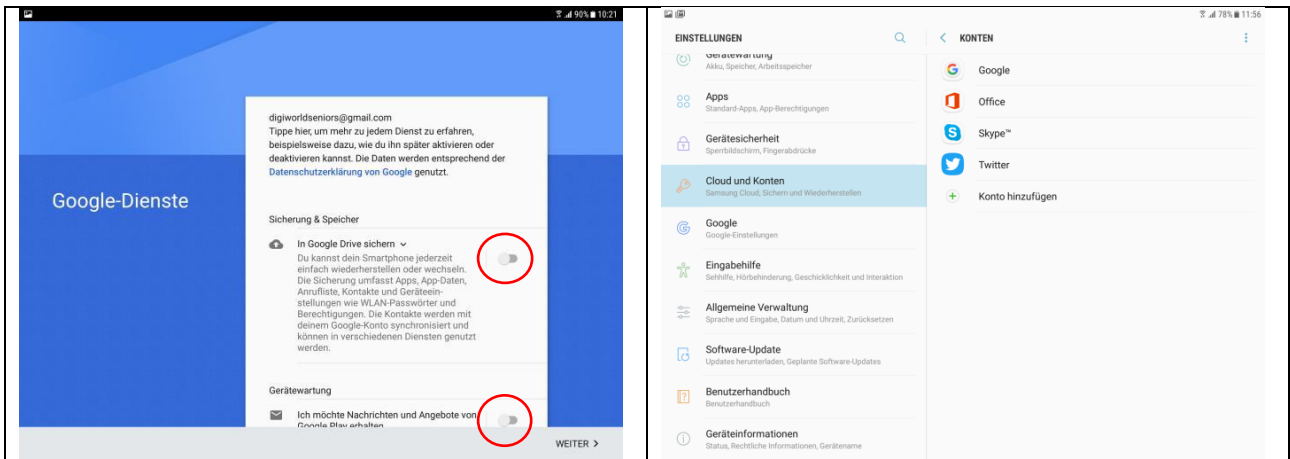 90% 10:21
digiworldseniors@gmail.com
Tippe hier, um mehr zu jedem Dienst zu erfahren,
beispielsweise dazu, wie du ihn später aktivieren oder
deaktivieren kannst. Die Daten werden entsprechend der
Datenschutzerklärung von Google genutzt.
Google-Dienste
Sicherung & Speicher
In Google Drive sichern
Du kannst dein Smartphone jederzeit
einfach wiederherstellen oder wechseln.
Die Sicherung umfasst Apps, App-Daten,
Anrufliste, Kontakte und Geräteein-
stellungen wie WLAN-Passwörter und
Berechtigungen. Die Kontakte werden mit
deinem Google-Konto synchronisiert und
können in verschiedenen Diensten genutzt
werden.
Gerätewartung
Ich möchte Nachrichten und Angebote von
Google Play erhalten
WEITER >
78% 11:56
EINSTELLUNGEN
Gerätewartung
Akku, Speicher, Arbeitsspeicher
Apps
Standard-Apps, App-Berechtigungen
Gerätesicherheit
Sperrbildschirm, Fingerabdrücke
Cloud und Konten
Samsung Cloud, Sichern und Wiederherstellen
Google
Google-Einstellungen
Eingabehilfe
Sehhilfe, Hörbehinderung, Geschicklichkeit und Interaktion
Allgemeine Verwaltung
Sprache und Eingabe, Datum und Uhrzeit, Zurücksetzen
Software-Update
Updates herunterladen, Geplante Software-Updates
Benutzerhandbuch
Benutzerhandbuch
Geräteinformationen
Status, Rechtliche Informationen, Gerätename
< KONTEN
Google
Office
Skype™
Twitter
Konto hinzufügen